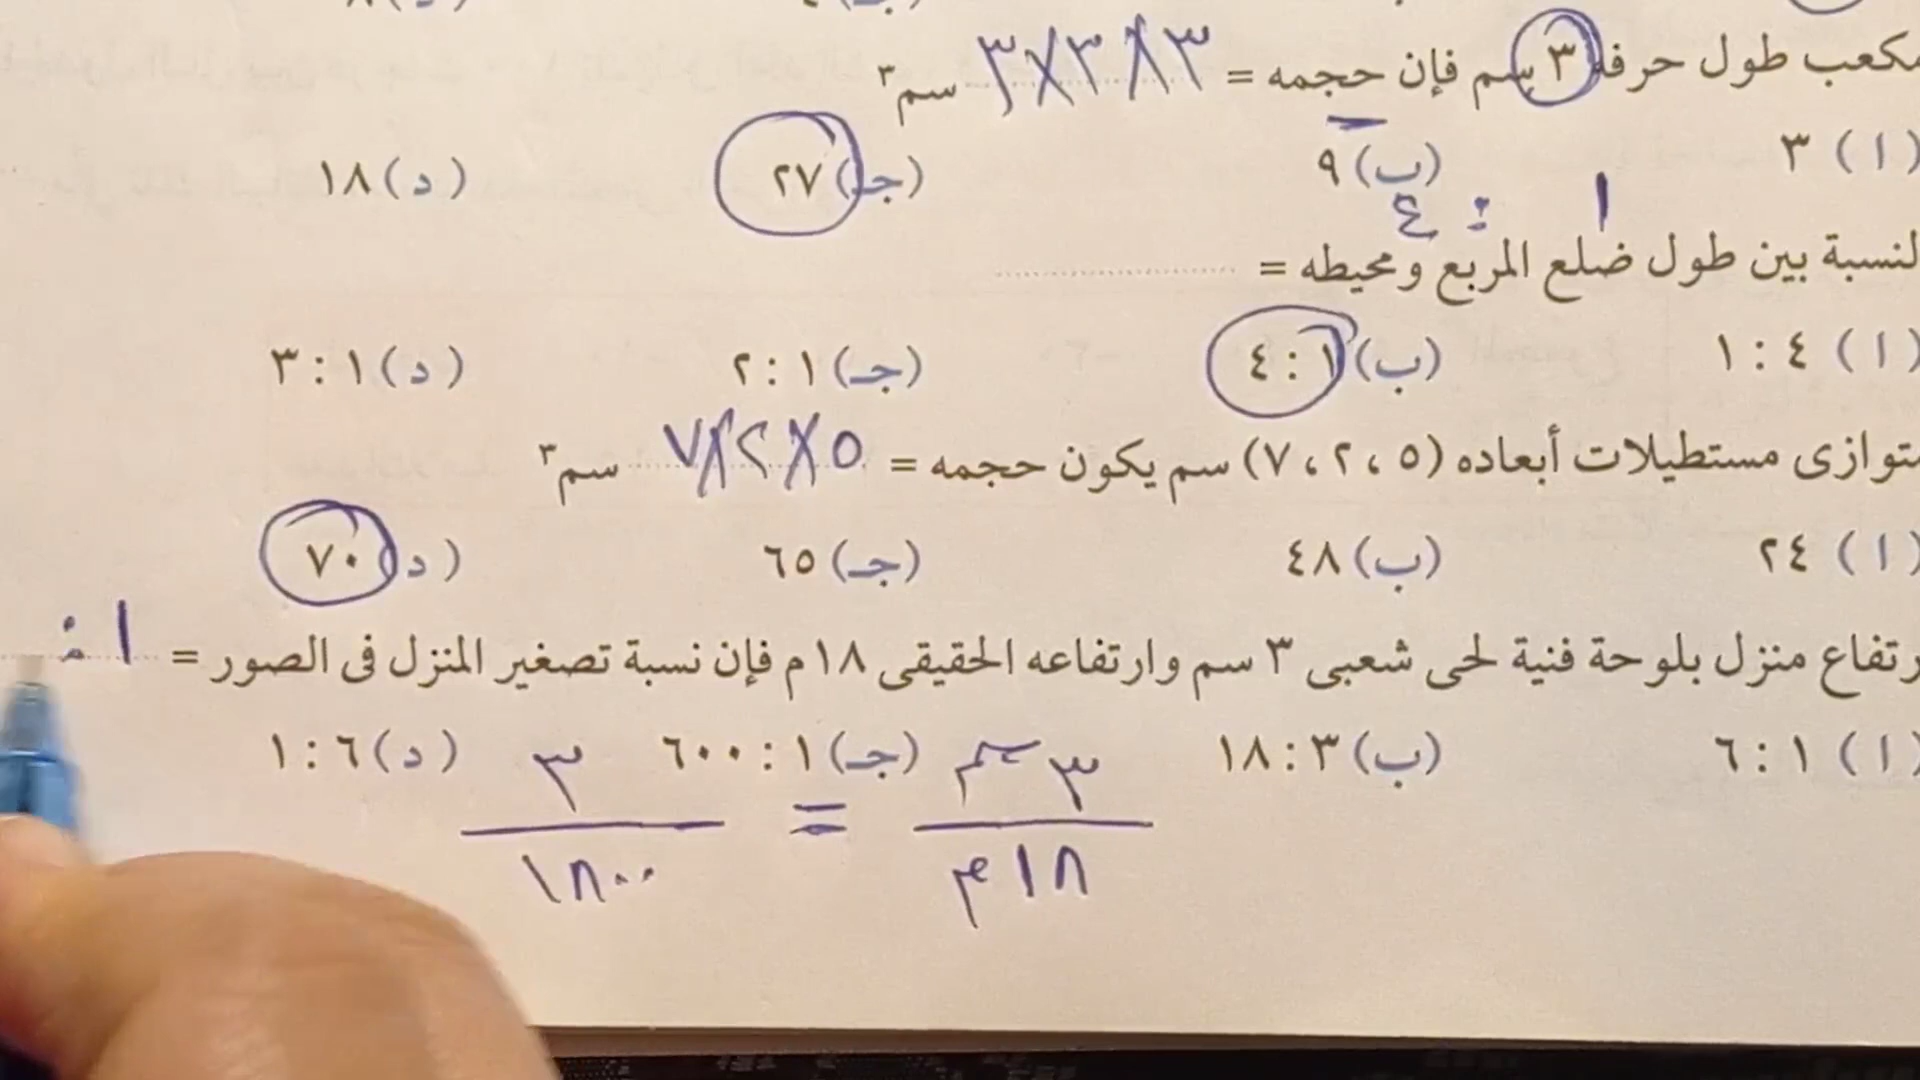 مكعب طول حرفه ٣ سم فإن حجمه = ٣×٣×٣ سم٣
(ا) ٣ (ب) ٩ (جـ) ٢٧ (د) ١٨
١ : ٤
النسبة بين طول ضلع المربع ومحيطه =
(ا) ٤ : ١ (ب) ١ : ٤ (جـ) ١ : ٢ (د) ١ : ٣
متوازى مستطيلات أبعاده (٥ ، ٢ ، ٧) سم يكون حجمه = ٥×٢×٧ سم٣
(ا) ٢٤ (ب) ٤٨ (جـ) ٦٥ (د) ٧٠
ارتفاع منزل بلوحة فنية لحى شعبى ٣ سم وارتفاعه الحقيقى ١٨ م فإن نسبة تصغير المنزل فى الصور = ١ :
(ا) ١ : ٦ (ب) ٣ : ١٨ (جـ) ١ : ٦٠٠ (د) ٦ : ١
٣ سم = ٣
١٨ م ١٨٠٠